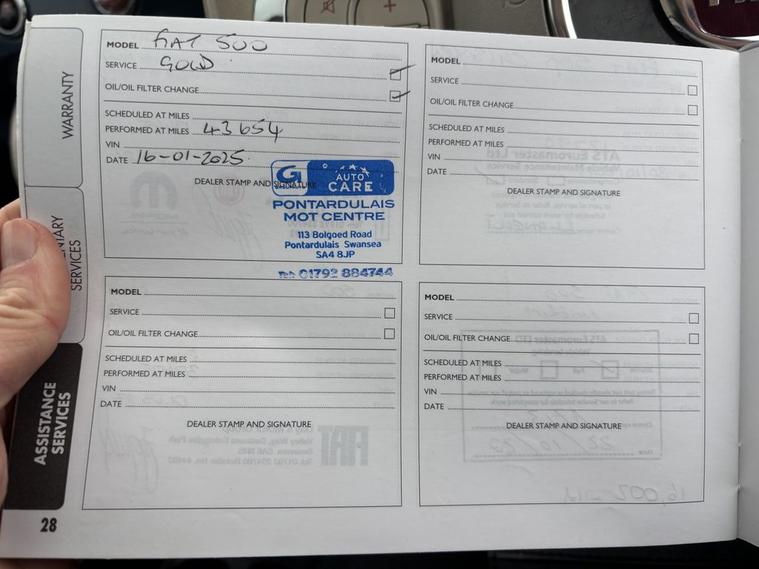 WARRANTY
ENTARY
SERVICES
ASSISTANCE
SERVICES
28
MODEL FIAT 500
SERVICE GOLD
OIL/OIL FILTER CHANGE
SCHEDULED AT MILES
PERFORMED AT MILES 43654
VIN
DATE 16-01-2025
DEALER STAMP AND SIGNATURE
G AUTO
CARE
PONTARDULAIS
MOT CENTRE
113 Bolgoed Road
Pontardulais Swansea
SA4 8JP
Tel: 01792 884744
MODEL
SERVICE
OIL/OIL FILTER CHANGE
SCHEDULED AT MILES
PERFORMED AT MILES
VIN
DATE
DEALER STAMP AND SIGNATURE
MODEL
SERVICE
OIL/OIL FILTER CHANGE
SCHEDULED AT MILES
PERFORMED AT MILES
VIN
DATE
DEALER STAMP AND SIGNATURE
MODEL
SERVICE
OIL/OIL FILTER CHANGE
SCHEDULED AT MILES
PERFORMED AT MILES
VIN
DATE
DEALER STAMP AND SIGNATURE